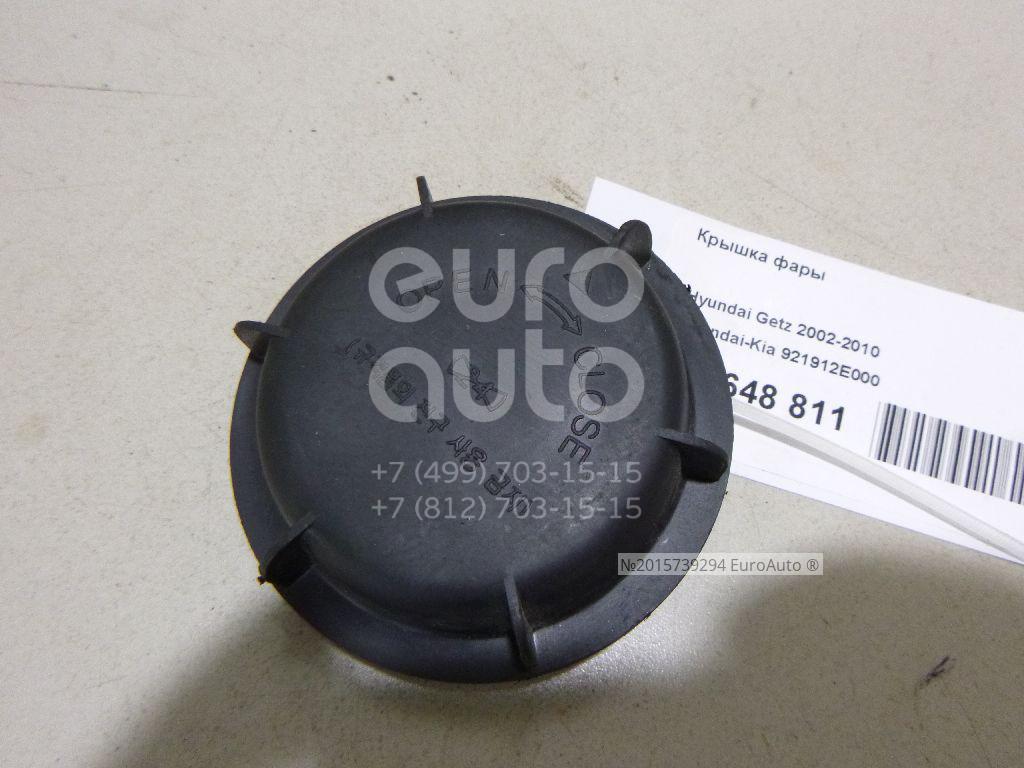 Крышка фары
Hyundai Getz 2002-2010
ndai-Kia 921912E000
648 811
OPEN
CLOSE
euro
auto
+7 (499) 703-15-15
+7 (812) 703-15-15
№2015739294 EuroAuto ®